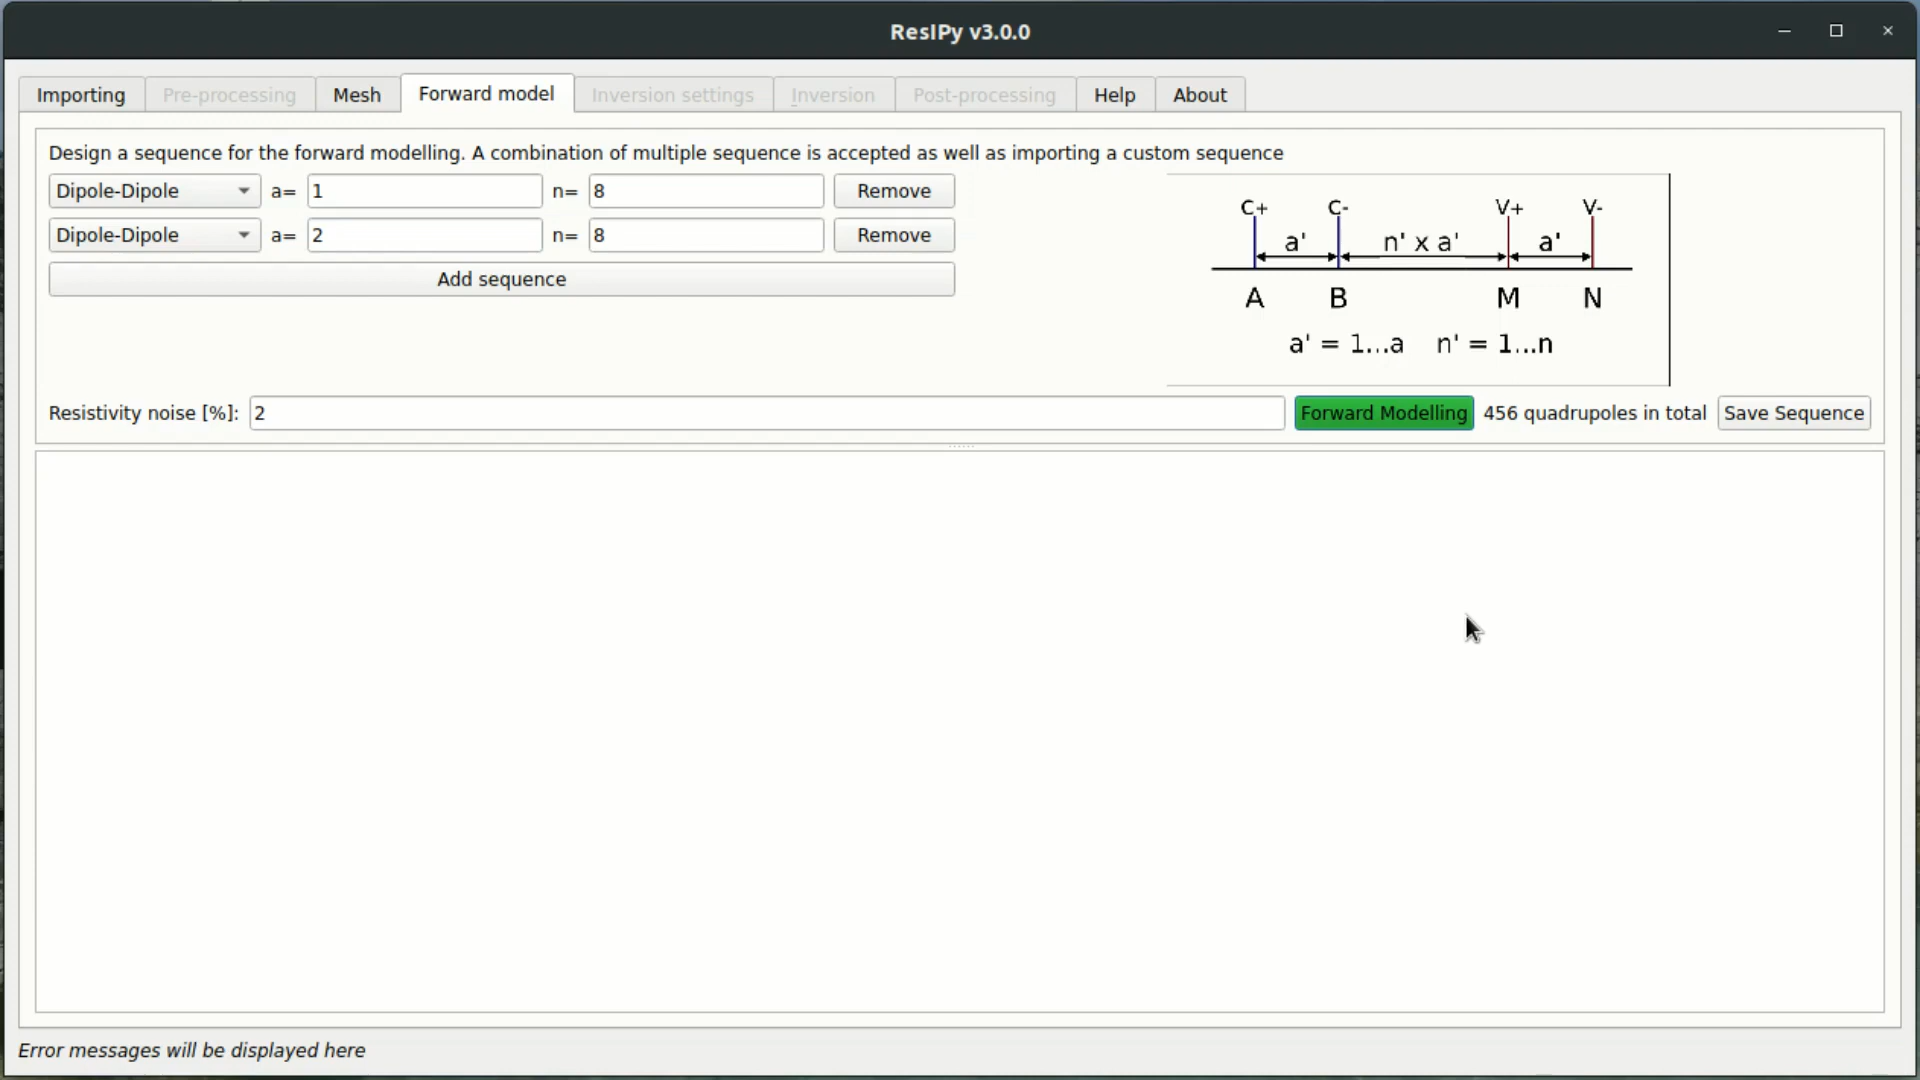 ResIPy v3.0.0
Importing Pre-processing Mesh Forward model Inversion settings Inversion Post-processing Help About
Design a sequence for the forward modelling. A combination of multiple sequence is accepted as well as importing a custom sequence
Dipole-Dipole a= 1 n= 8 Remove
Dipole-Dipole a= 2 n= 8 Remove
Add sequence
C+ C- V+ V-
a' n' x a' a'
A B M N
a' = 1...a n' = 1...n
Resistivity noise [%]: 2 Forward Modelling 456 quadrupoles in total Save Sequence
Error messages will be displayed here